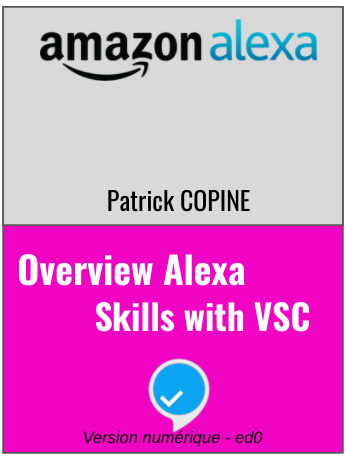 amazon alexa
Patrick COPINE
Overview Alexa
Skills with VSC
Version numérique - ed0